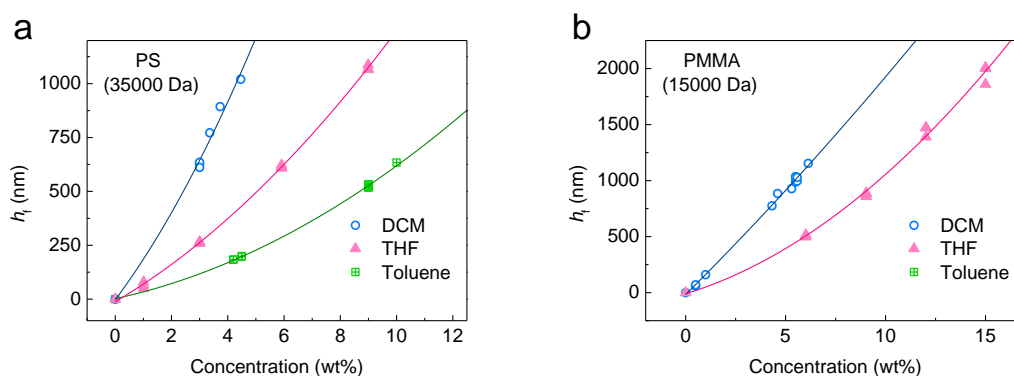 a
PS
(35000 Da)
1000
750
500
250
0
h_f (nm)
DCM
THF
Toluene
0 2 4 6 8 10 12
Concentration (wt%)
b
PMMA
(15000 Da)
2000
1500
1000
500
0
h_f (nm)
DCM
THF
Toluene
0 5 10 15
Concentration (wt%)